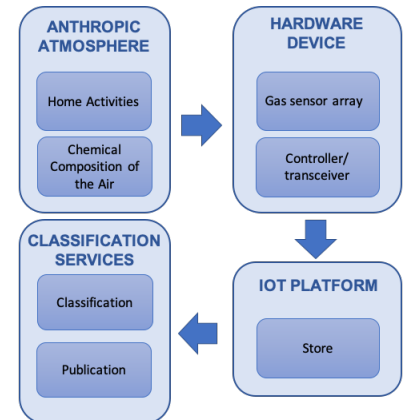 ANTHROPIC
ATMOSPHERE
Home Activities
Chemical
Composition of
the Air
HARDWARE
DEVICE
Gas sensor array
Controller/
transceiver
CLASSIFICATION
SERVICES
Classification
Publication
IOT PLATFORM
Store